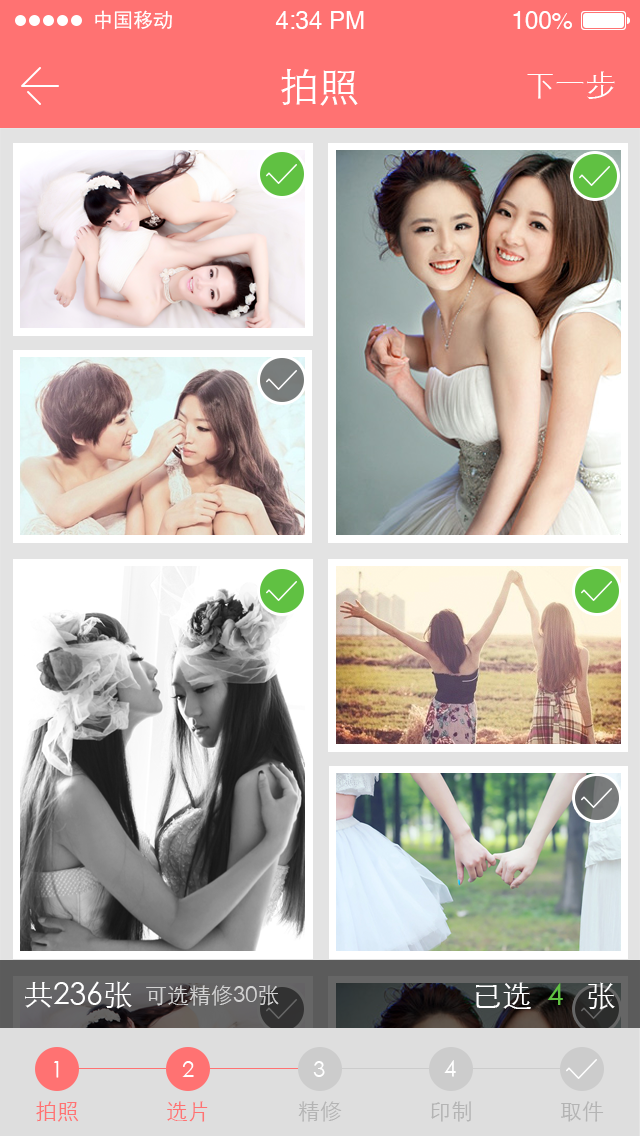 中国移动 4:34 PM 100%
拍照 下一步
共236张 可选精修30张 已选 4 张
1 2 3 4
拍照 选片 精修 印制 取件